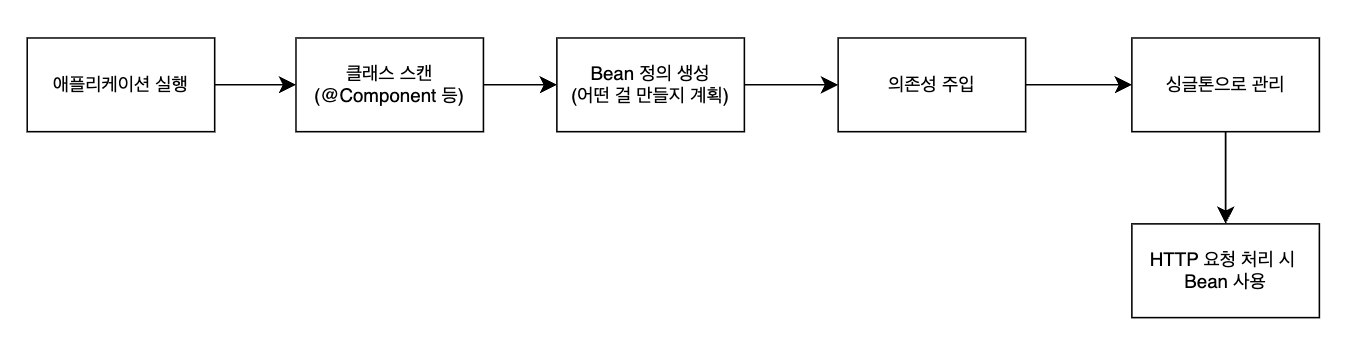 애플리케이션 실행
클래스 스캔
(@Component 등)
Bean 정의 생성
(어떤 걸 만들지 계획)
의존성 주입
싱글톤으로 관리
HTTP 요청 처리 시
Bean 사용